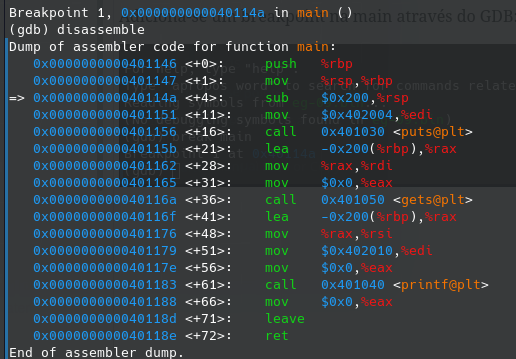 Breakpoint 1, 0x000000000040114a in main ()
(gdb) disassemble
Dump of assembler code for function main:
0x0000000000401146 <+0>: push %rbp
0x0000000000401147 <+1>: mov %rsp,%rbp
=> 0x000000000040114a <+4>: sub $0x200,%rsp
0x0000000000401151 <+11>: mov $0x402004,%edi
0x0000000000401156 <+16>: call 0x401030 <puts@plt>
0x000000000040115b <+21>: lea -0x200(%rbp),%rax
0x0000000000401162 <+28>: mov %rax,%rdi
0x0000000000401165 <+31>: mov $0x0,%eax
0x000000000040116a <+36>: call 0x401050 <gets@plt>
0x000000000040116f <+41>: lea -0x200(%rbp),%rax
0x0000000000401176 <+48>: mov %rax,%rsi
0x0000000000401179 <+51>: mov $0x402010,%edi
0x000000000040117e <+56>: mov $0x0,%eax
0x0000000000401183 <+61>: call 0x401040 <printf@plt>
0x0000000000401188 <+66>: mov $0x0,%eax
0x000000000040118d <+71>: leave
0x000000000040118e <+72>: ret
End of assembler dump.